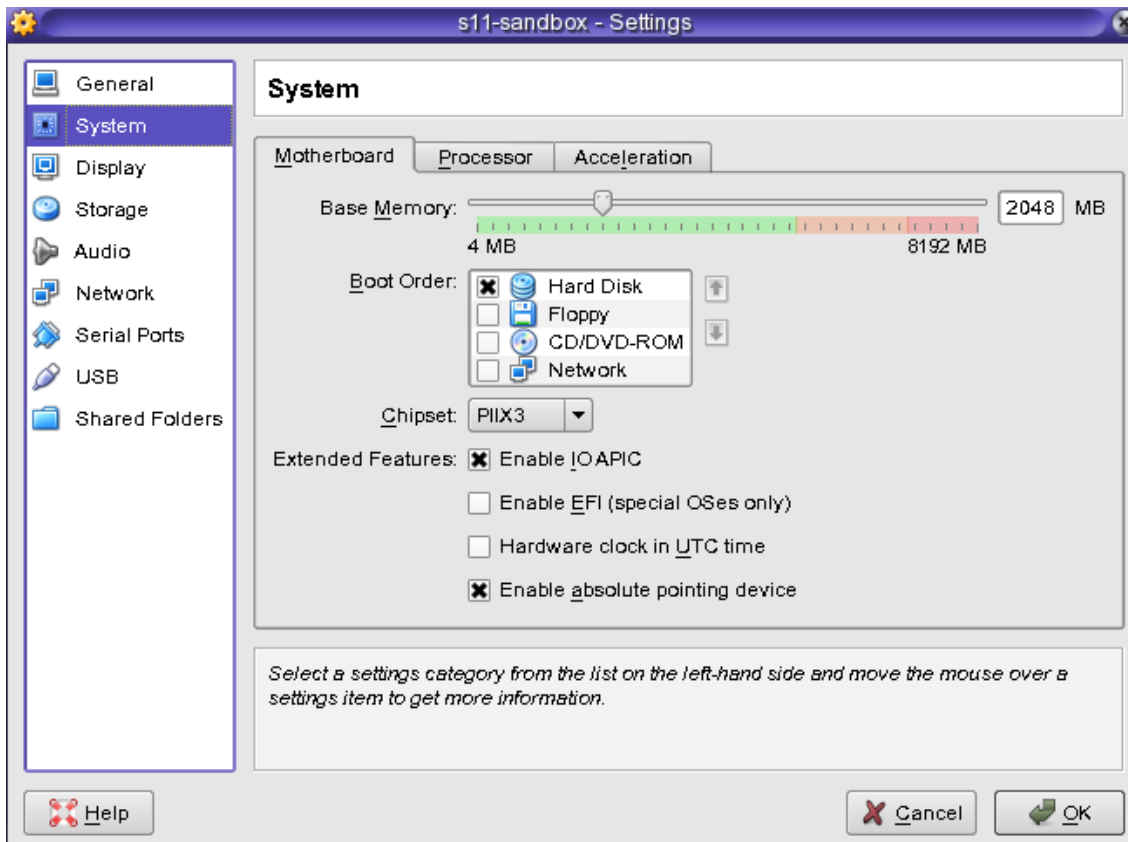 s11-sandbox - Settings
General
System
Display
Storage
Audio
Network
Serial Ports
USB
Shared Folders
System
Motherboard Processor Acceleration
Base Memory: 2048 MB
4 MB 8192 MB
Boot Order: Hard Disk
Floppy
CD/DVD-ROM
Network
Chipset: PIIX3
Extended Features: Enable IO APIC
Enable EFI (special OSes only)
Hardware clock in UTC time
Enable absolute pointing device
Select a settings category from the list on the left-hand side and move the mouse over a
settings item to get more information.
Help Cancel OK